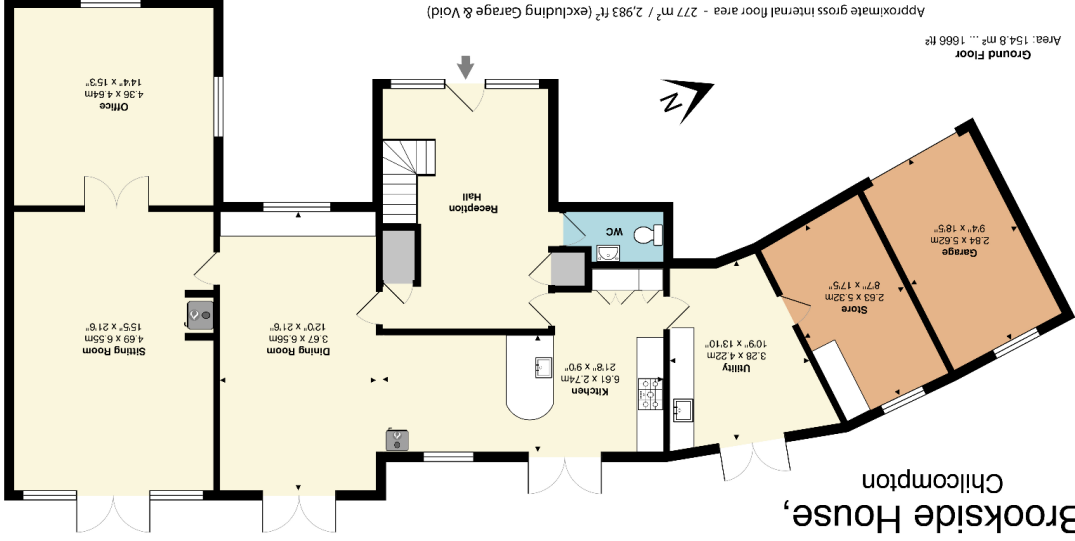 Brookside House,
Chilcompton
Utility
3.28 x 4.22m
10'9" x 13'10"
Kitchen
6.61 x 2.74m
21'8" x 9'0"
Dining Room
3.67 x 6.56m
12'0" x 21'6"
Sitting Room
4.69 x 6.55m
15'5" x 21'6"
Store
2.63 x 5.32m
8'7" x 17'5"
Garage
2.84 x 5.62m
9'4" x 18'5"
WC
Reception
Hall
Office
4.36 x 4.64m
14'4" x 15'3"
N
Ground Floor
Area: 154.8 m² ... 1666 ft²
Approximate gross internal floor area - 277 m² / 2,983 ft² (excluding Garage & Void)